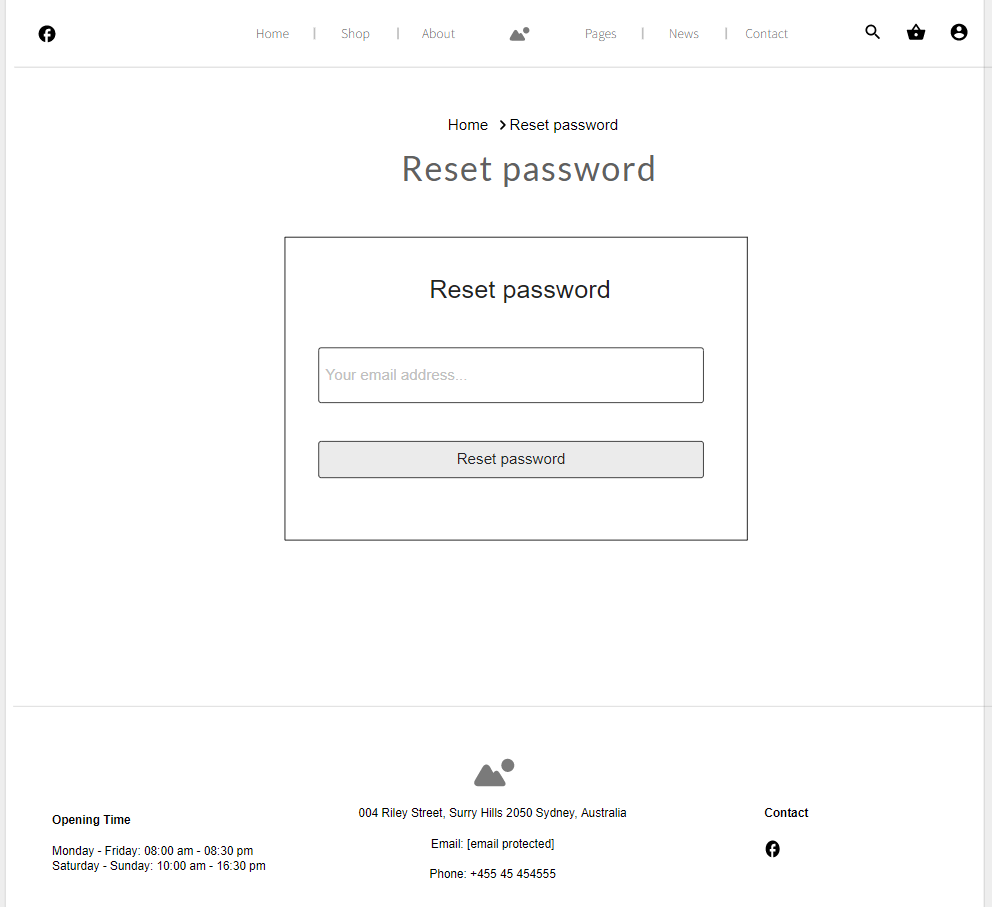 Home | Shop | About Pages | News | Contact
Home > Reset password
Reset password
Reset password
Your email address...
Reset password
Opening Time
Monday - Friday: 08:00 am - 08:30 pm
Saturday - Sunday: 10:00 am - 16:30 pm
004 Riley Street, Surry Hills 2050 Sydney, Australia
Email: [email protected]
Phone: +455 45 454555
Contact